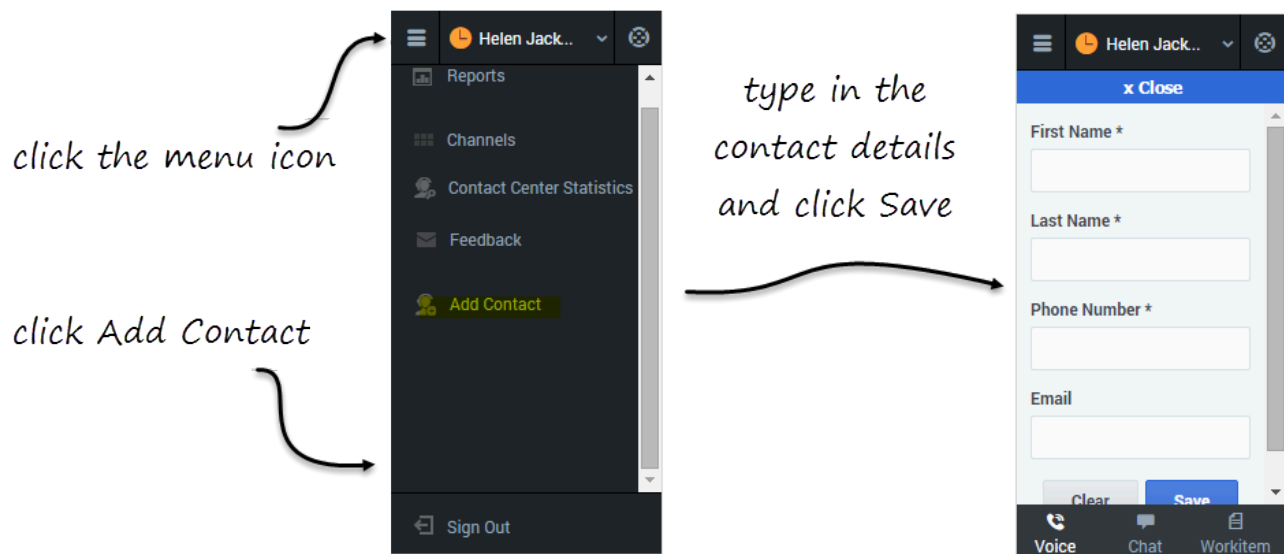 click the menu icon
click Add Contact
Helen Jack...
Reports
Channels
Contact Center Statistics
Feedback
Add Contact
Sign Out
type in the
contact details
and click Save
Helen Jack...
x Close
First Name *
Last Name *
Phone Number *
Email
Clear
Save
Voice
Chat
Workitem